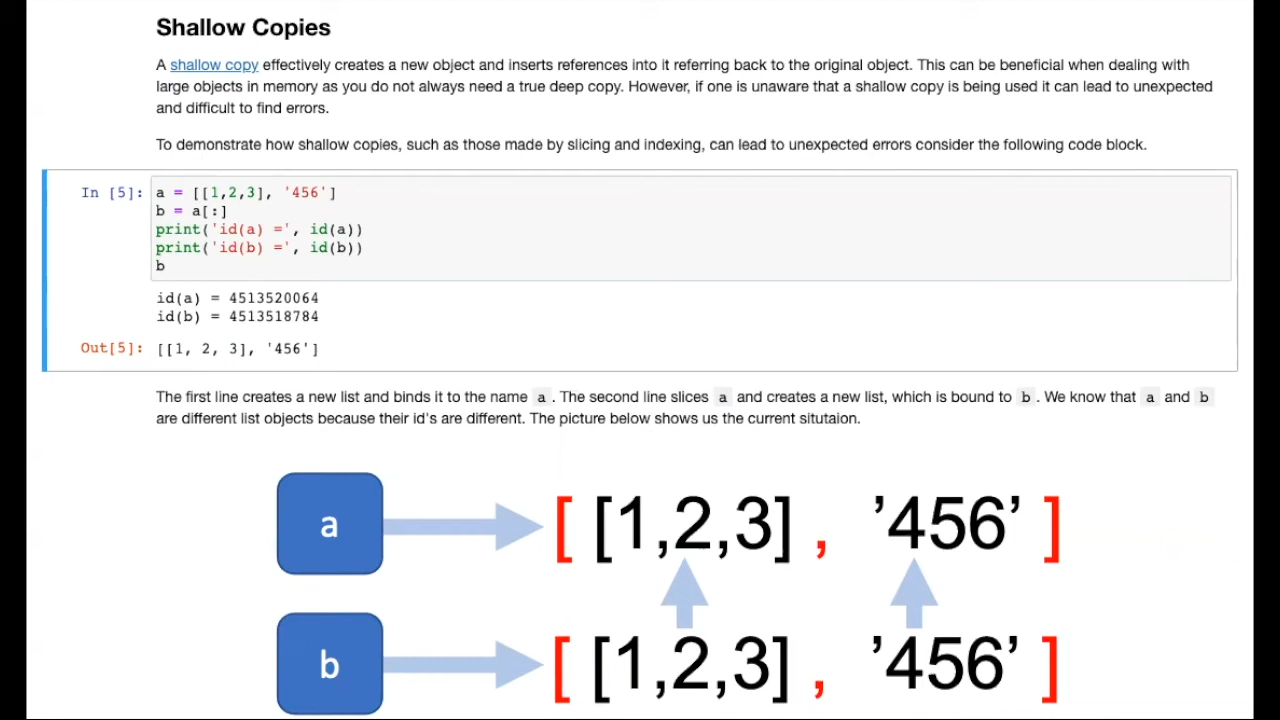 Shallow Copies
A shallow copy effectively creates a new object and inserts references into it referring back to the original object. This can be beneficial when dealing with
large objects in memory as you do not always need a true deep copy. However, if one is unaware that a shallow copy is being used it can lead to unexpected
and difficult to find errors.
To demonstrate how shallow copies, such as those made by slicing and indexing, can lead to unexpected errors consider the following code block.
In [5]: a = [[1,2,3], '456']
b = a[:]
print('id(a) =', id(a))
print('id(b) =', id(b))
b
id(a) = 4513520064
id(b) = 4513518784
Out[5]: [[1, 2, 3], '456']
The first line creates a new list and binds it to the name a . The second line slices a and creates a new list, which is bound to b . We know that a and b
are different list objects because their id's are different. The picture below shows us the current situtaion.
a [ [1,2,3] , ’456’ ]
b [ [1,2,3] , ’456’ ]